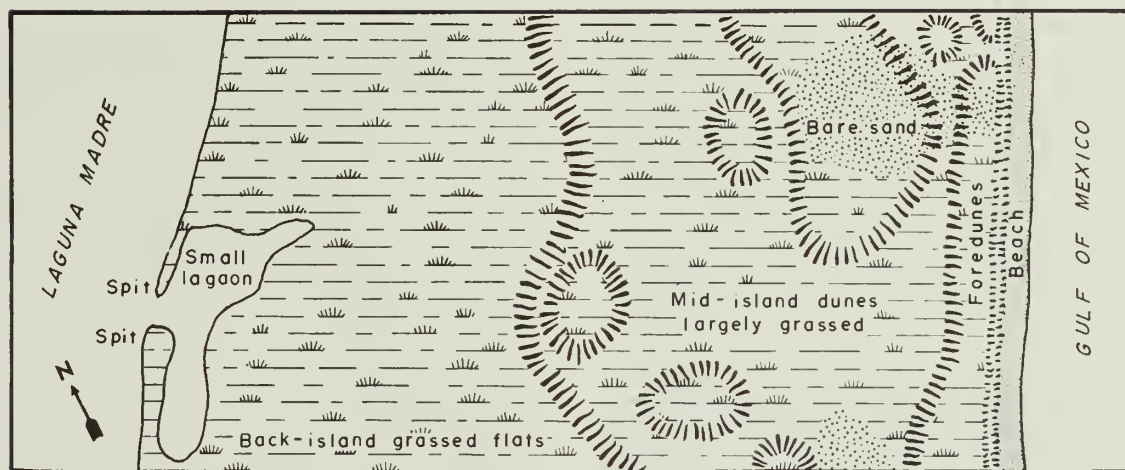 LAGUNA MADRE
Small
lagoon
Spit
Spit
N
Back-island grassed flats
Mid-island dunes
largely grassed
Bare sand
Foredunes
Beach
GULF OF MEXICO